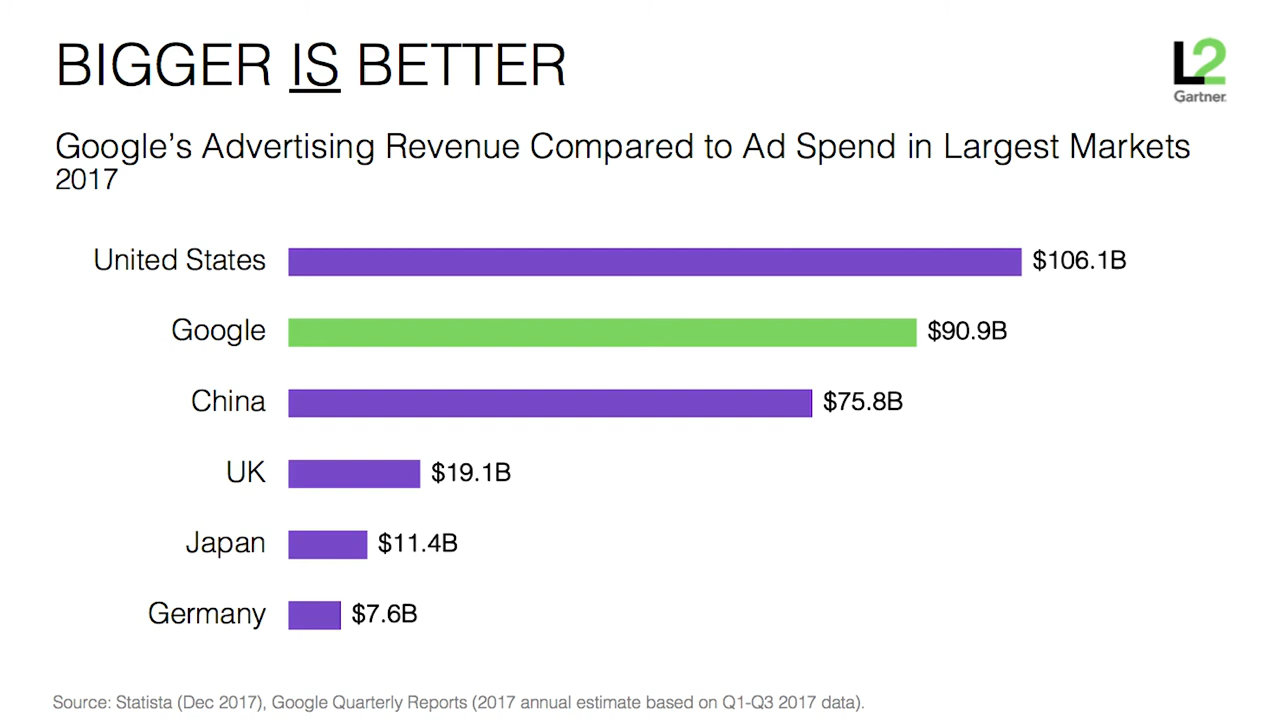 BIGGER IS BETTER
L2
Gartner
Google's Advertising Revenue Compared to Ad Spend in Largest Markets
2017
United States $106.1B
Google $90.9B
China $75.8B
UK $19.1B
Japan $11.4B
Germany $7.6B
Source: Statista (Dec 2017), Google Quarterly Reports (2017 annual estimate based on Q1-Q3 2017 data).